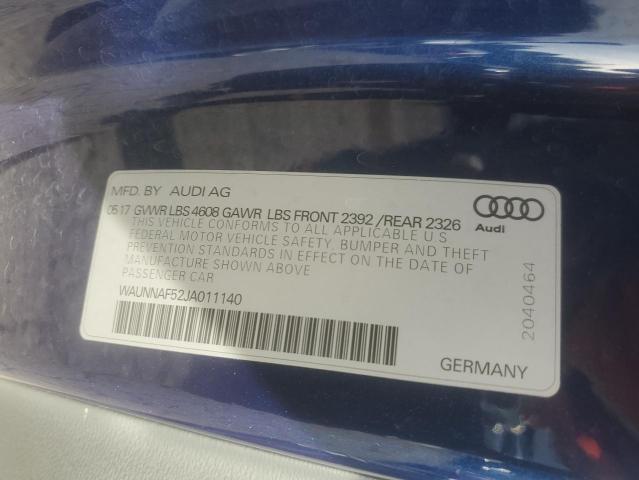 MFD. BY AUDI AG
0517 GVWR LBS 4608 GAWR LBS FRONT 2392 /REAR 2326
THIS VEHICLE CONFORMS TO ALL APPLICABLE U S
FEDERAL MOTOR VEHICLE SAFETY, BUMPER AND THEFT
PREVENTION STANDARDS IN EFFECT ON THE DATE OF
MANUFACTURE SHOWN ABOVE
PASSENGER CAR
WAUNNAF52JA011140
Audi
2040464
GERMANY